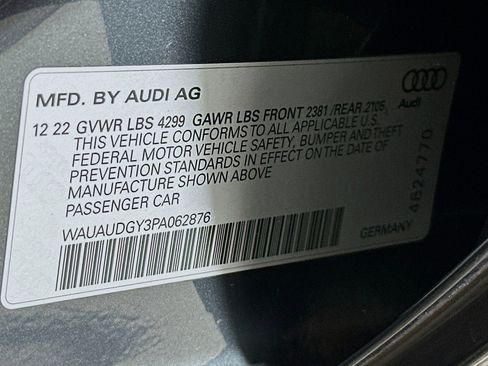 MFD. BY AUDI AG
Audi
12 22 GVWR LBS 4299 GAWR LBS FRONT 2381 /REAR 2105
THIS VEHICLE CONFORMS TO ALL APPLICABLE U.S.
FEDERAL MOTOR VEHICLE SAFETY, BUMPER AND THEFT
PREVENTION STANDARDS IN EFFECT ON THE DATE OF
MANUFACTURE SHOWN ABOVE
PASSENGER CAR
WAUAUDGY3PA062876
GERMANY
4824770